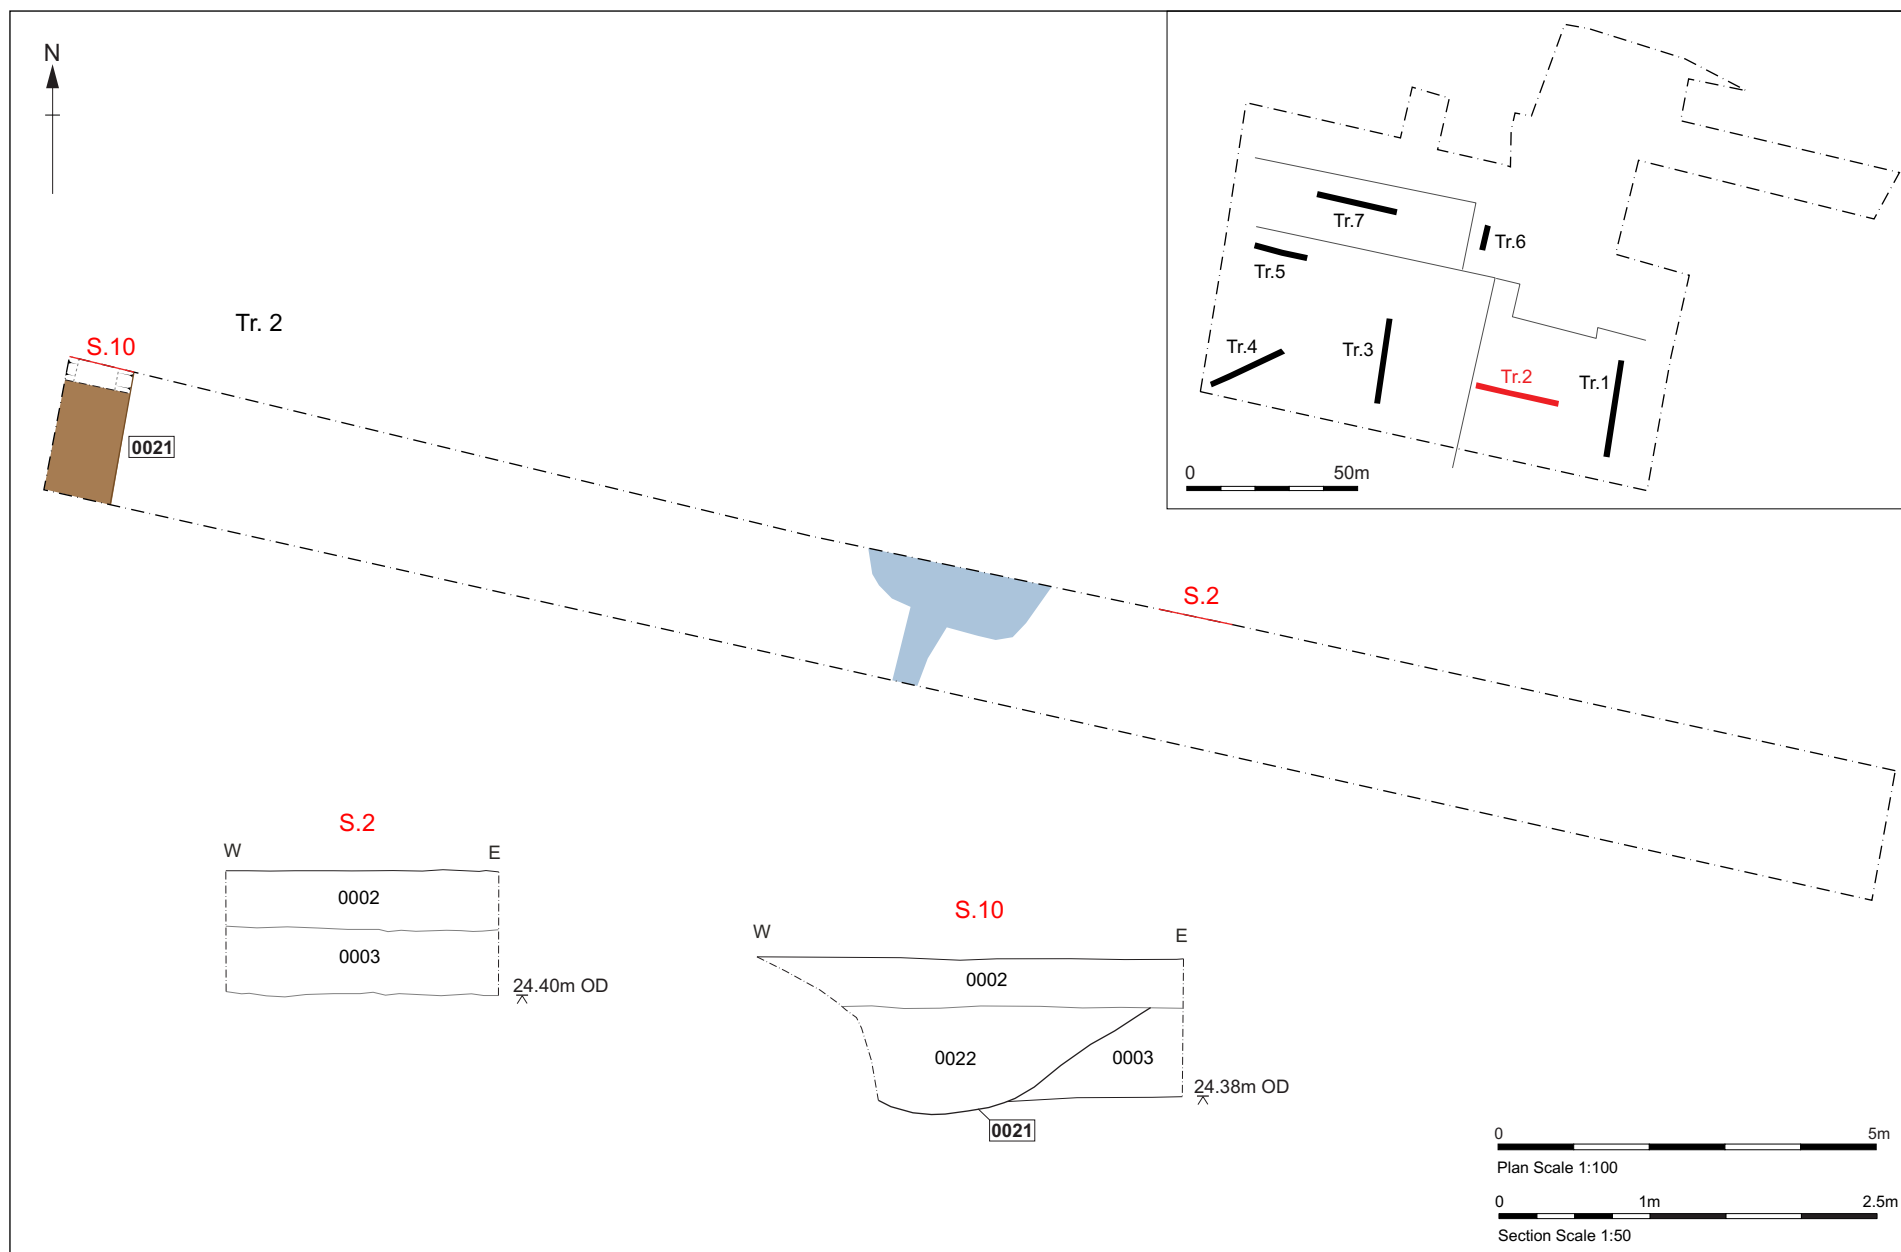 N
Tr. 2
S.10
0021
S.2
Tr.7
Tr.6
Tr.5
Tr.4
Tr.3
Tr.2
Tr.1
0
50m
S.2
W
E
0002
0003
24.40m OD
S.10
W
E
0002
0022
0003
24.38m OD
0021
0
5m
Plan Scale 1:100
0
1m
2.5m
Section Scale 1:50